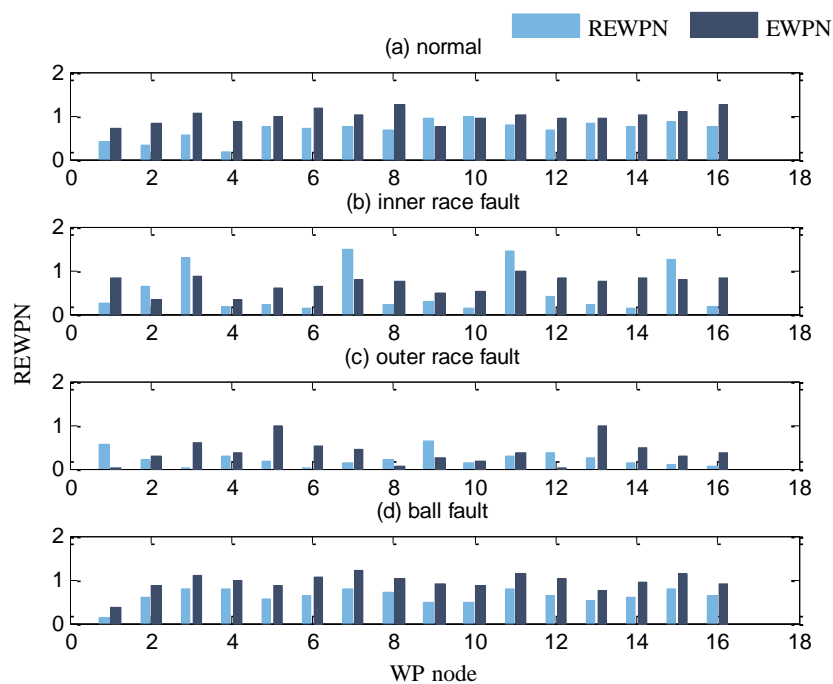 REWPN EWPN
(a) normal
2
1
0
0 2 4 6 8 10 12 14 16 18
(b) inner race fault
2
1
0
0 2 4 6 8 10 12 14 16 18
(c) outer race fault
2
1
0
0 2 4 6 8 10 12 14 16 18
(d) ball fault
2
1
0
0 2 4 6 8 10 12 14 16 18
REWPN
WP node